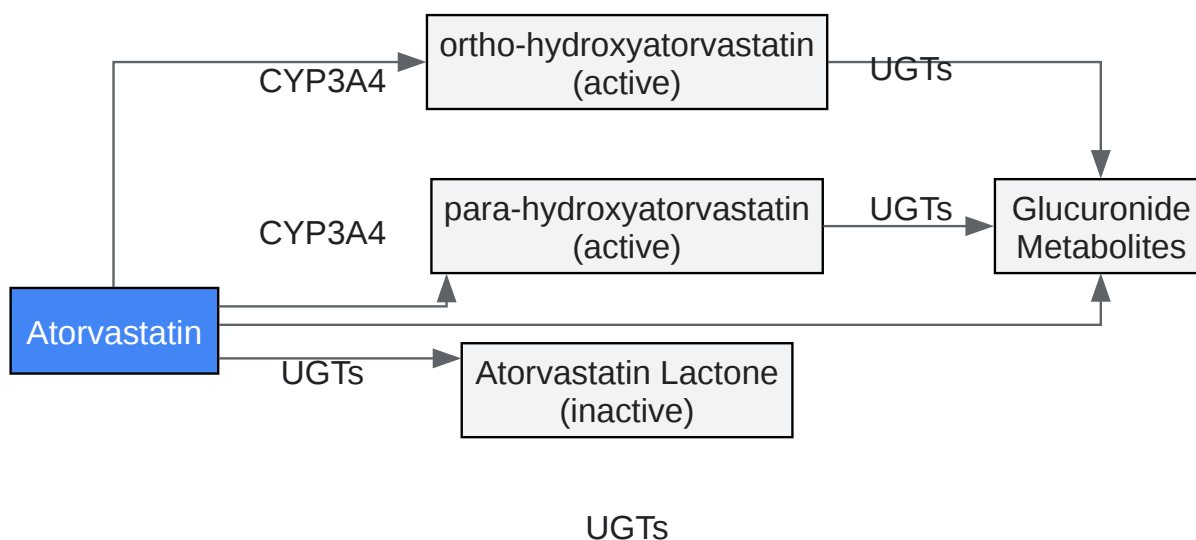 ortho-hydroxyatorvastatin
(active)
CYP3A4
UGTs
para-hydroxyatorvastatin
(active)
CYP3A4
UGTs
Glucuronide
Metabolites
Atorvastatin
UGTs
Atorvastatin Lactone
(inactive)
UGTs